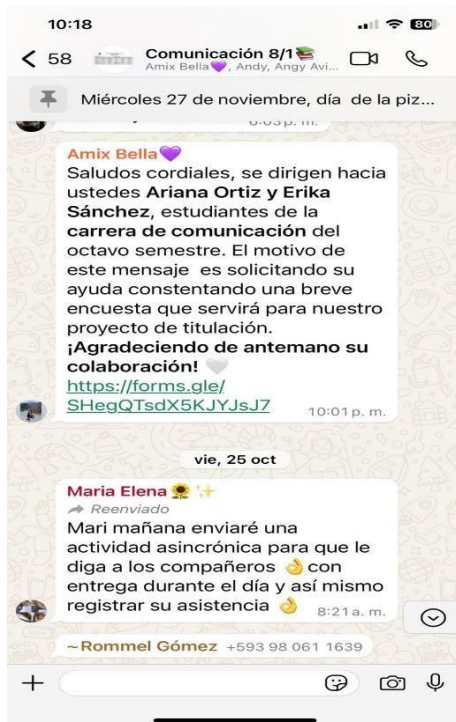 10:18
80
58
Comunicación 8/1📚
Amix Bella💜, Andy, Angy Avi...
Miércoles 27 de noviembre, día de la piz...
6:03 p. m.
Amix Bella💜
Saludos cordiales, se dirigen hacia
ustedes Ariana Ortiz y Erika
Sánchez, estudiantes de la
carrera de comunicación del
octavo semestre. El motivo de
este mensaje es solicitando su
ayuda constentando una breve
encuesta que servirá para nuestro
proyecto de titulación.
¡Agradeciendo de antemano su
colaboración! 🤍
https://forms.gle/
SHegQTsdX5KJYJsJ7
10:01 p. m.
vie, 25 oct
Maria Elena 🌻✨
Reenviado
Mari mañana enviaré una
actividad asincrónica para que le
diga a los compañeros 👌con
entrega durante el día y así mismo
registrar su asistencia 👌
8:21 a. m.
~Rommel Gómez +593 98 061 1639